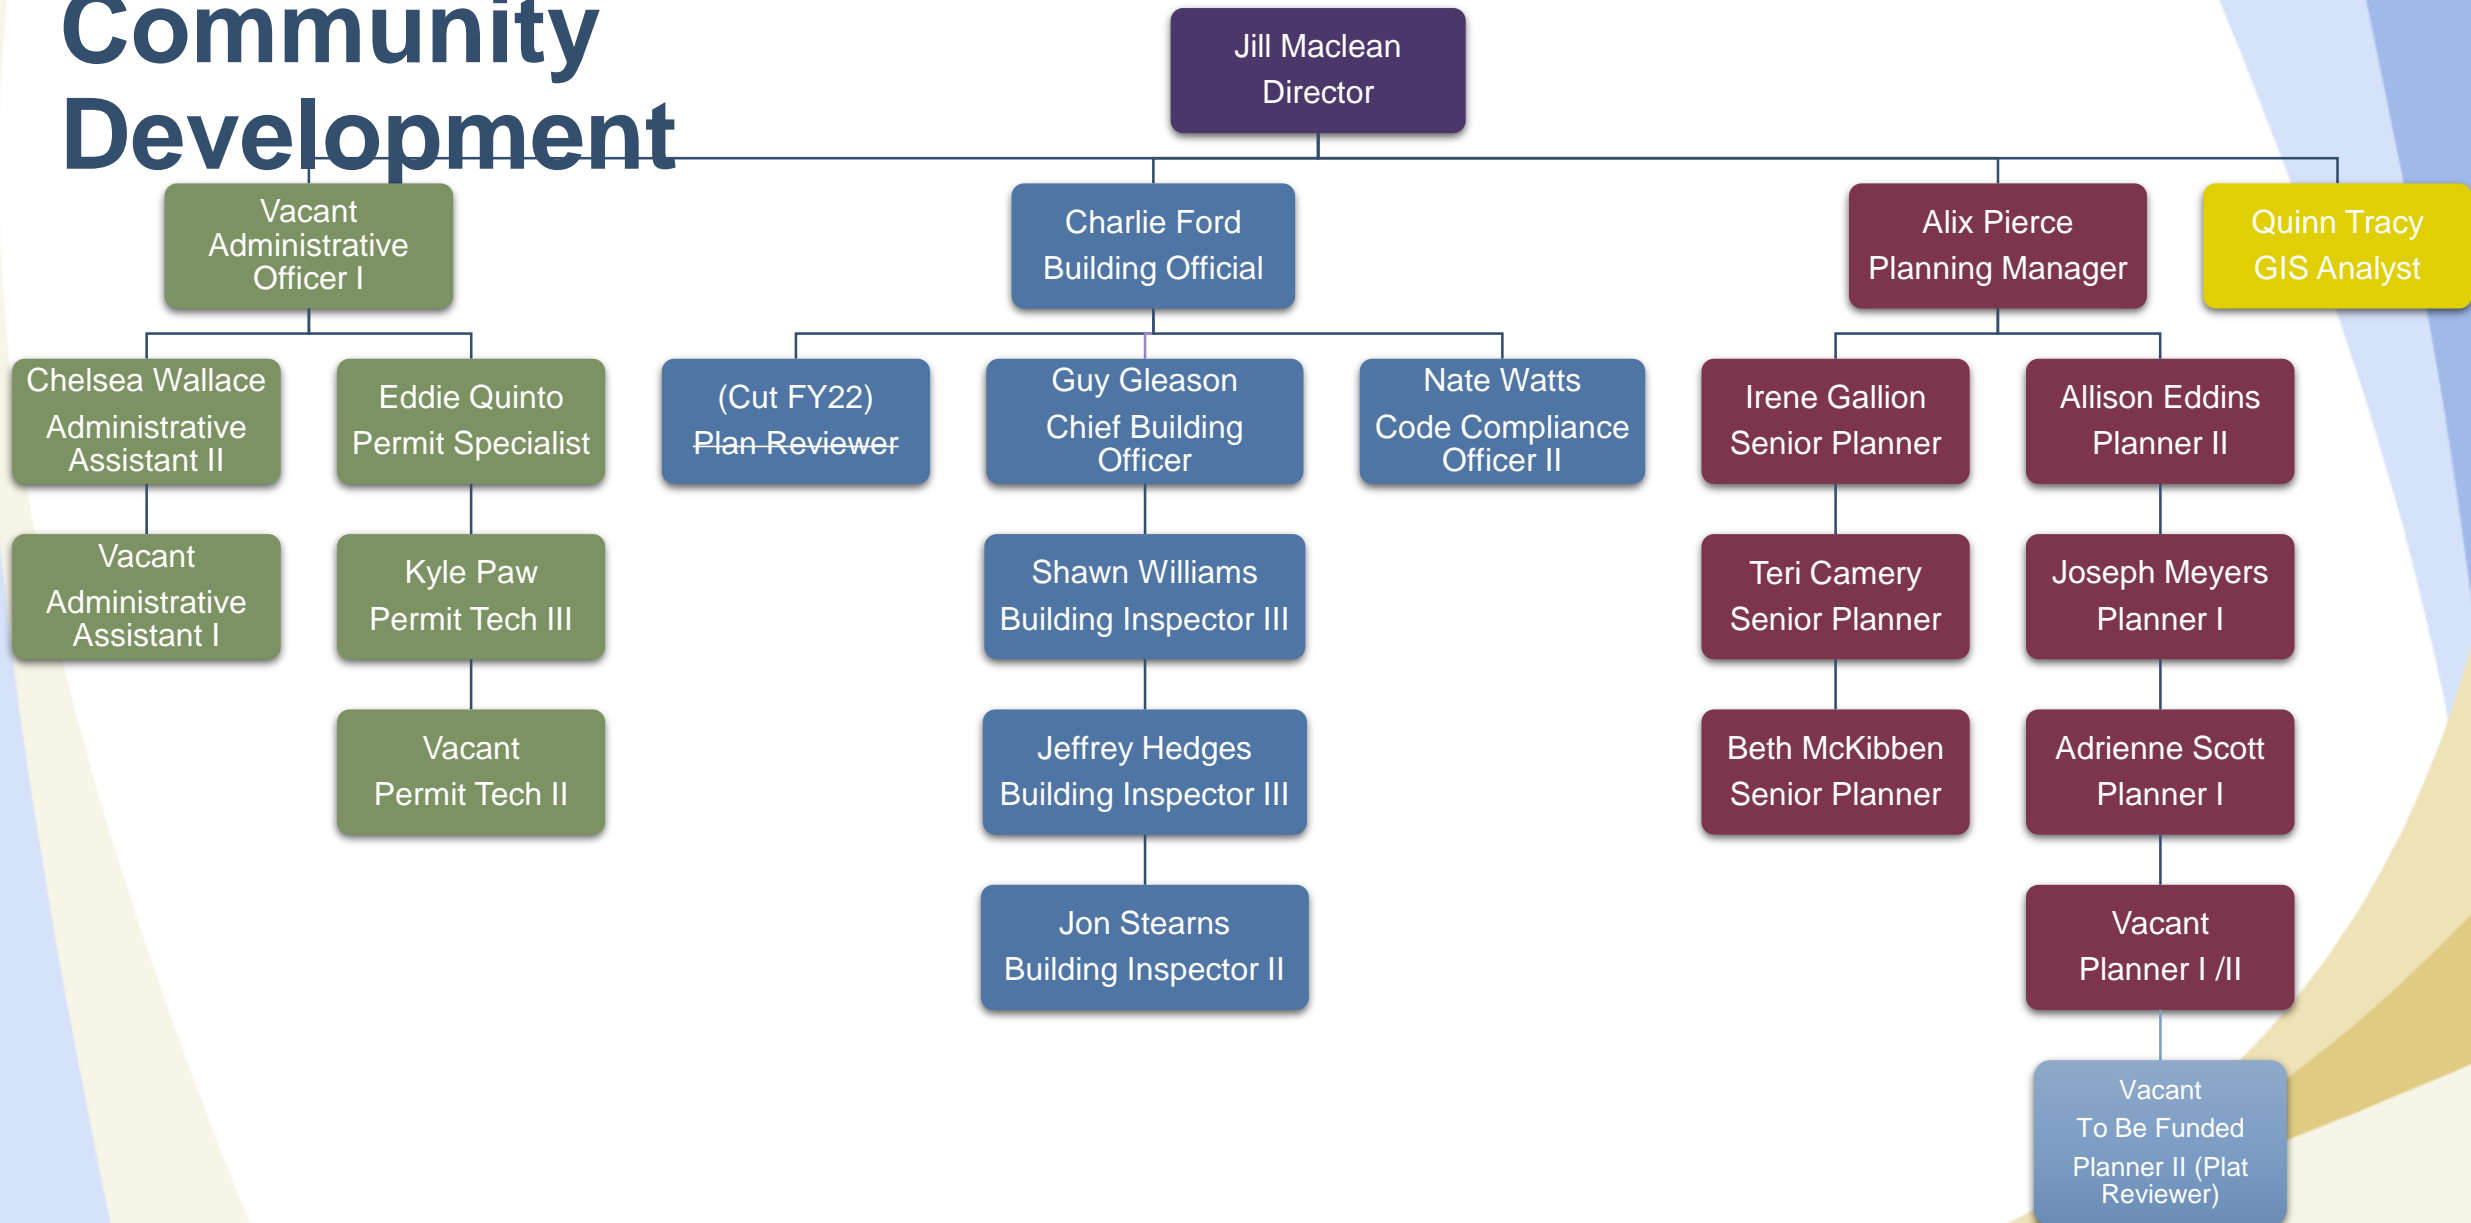 Community
Development
Jill Maclean
Director
Vacant
Administrative
Officer I
Charlie Ford
Building Official
Alix Pierce
Planning Manager
Quinn Tracy
GIS Analyst
Chelsea Wallace
Administrative
Assistant II
Eddie Quinto
Permit Specialist
(Cut FY22)
Plan Reviewer
Guy Gleason
Chief Building
Officer
Nate Watts
Code Compliance
Officer II
Irene Gallion
Senior Planner
Allison Eddins
Planner II
Vacant
Administrative
Assistant I
Kyle Paw
Permit Tech III
Shawn Williams
Building Inspector III
Teri Camery
Senior Planner
Joseph Meyers
Planner I
Vacant
Permit Tech II
Jeffrey Hedges
Building Inspector III
Beth McKibben
Senior Planner
Adrienne Scott
Planner I
Jon Stearns
Building Inspector II
Vacant
Planner I /II
Vacant
To Be Funded
Planner II (Plat
Reviewer)